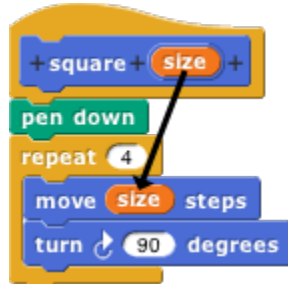 + square + size +
pen down
repeat 4
move size steps
turn 90 degrees